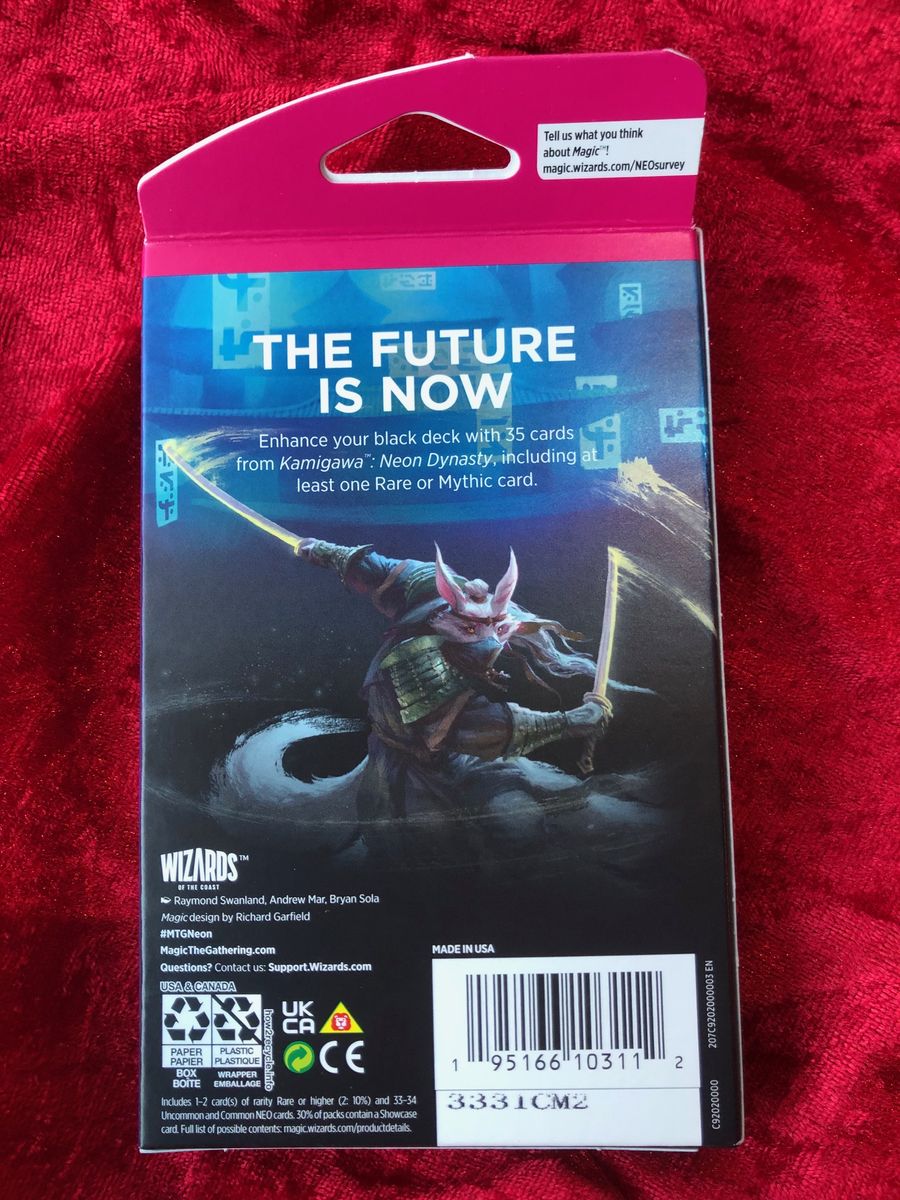 Tell us what you think
about Magic™!
magic.wizards.com/NEOsurvey
THE FUTURE
IS NOW
Enhance your black deck with 35 cards
from Kamigawa™: Neon Dynasty, including at
least one Rare or Mythic card.
WIZARDS™
OF THE COAST
Raymond Swanland, Andrew Mar, Bryan Sola
Magic design by Richard Garfield
#MTGNeon
MagicTheGathering.com
Questions? Contact us: Support.Wizards.com
USA & CANADA
PAPER
PAPIER
BOX
BOÎTE
PLASTIC
PLASTIQUE
WRAPPER
EMBALLAGE
how2recycle.info
UK
CA
CE
Includes 1-2 card(s) of rarity Rare or higher (2: 10%) and 33-34
Uncommon and Common NEO cards. 30% of packs contain a Showcase
card. Full list of possible contents: magic.wizards.com/productdetails.
MADE IN USA
1 95166 10311 2
3331CM2
C92020000
207C9202000003 EN